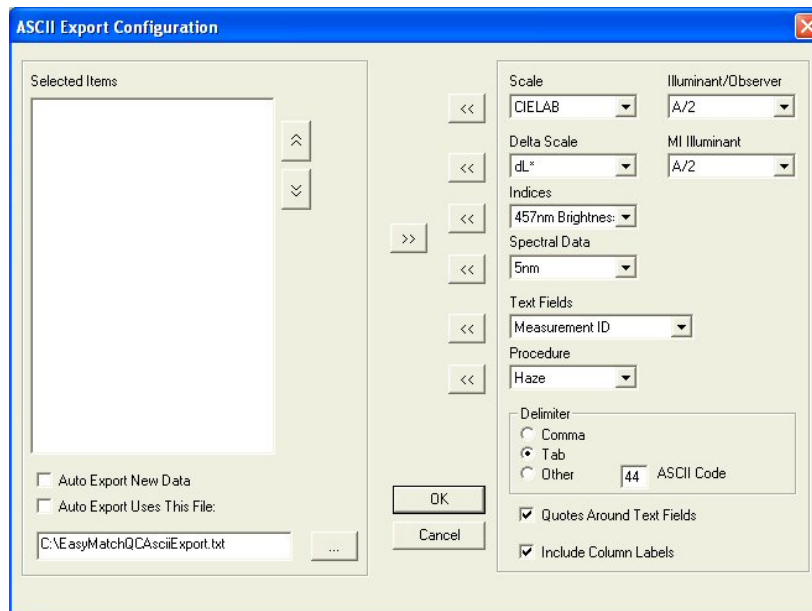 ASCII Export Configuration
Selected Items
Auto Export New Data
Auto Export Uses This File:
C:\EasyMatchQCAsciiExport.txt
...
>>
<<
<<
<<
<<
<<
<<
OK
Cancel
Scale
Illuminant/Observer
CIELAB
A/2
Delta Scale
MI Illuminant
dL*
A/2
Indices
457nm Brightnes:
Spectral Data
5nm
Text Fields
Measurement ID
Procedure
Haze
Delimiter
Comma
Tab
Other
44 ASCII Code
Quotes Around Text Fields
Include Column Labels